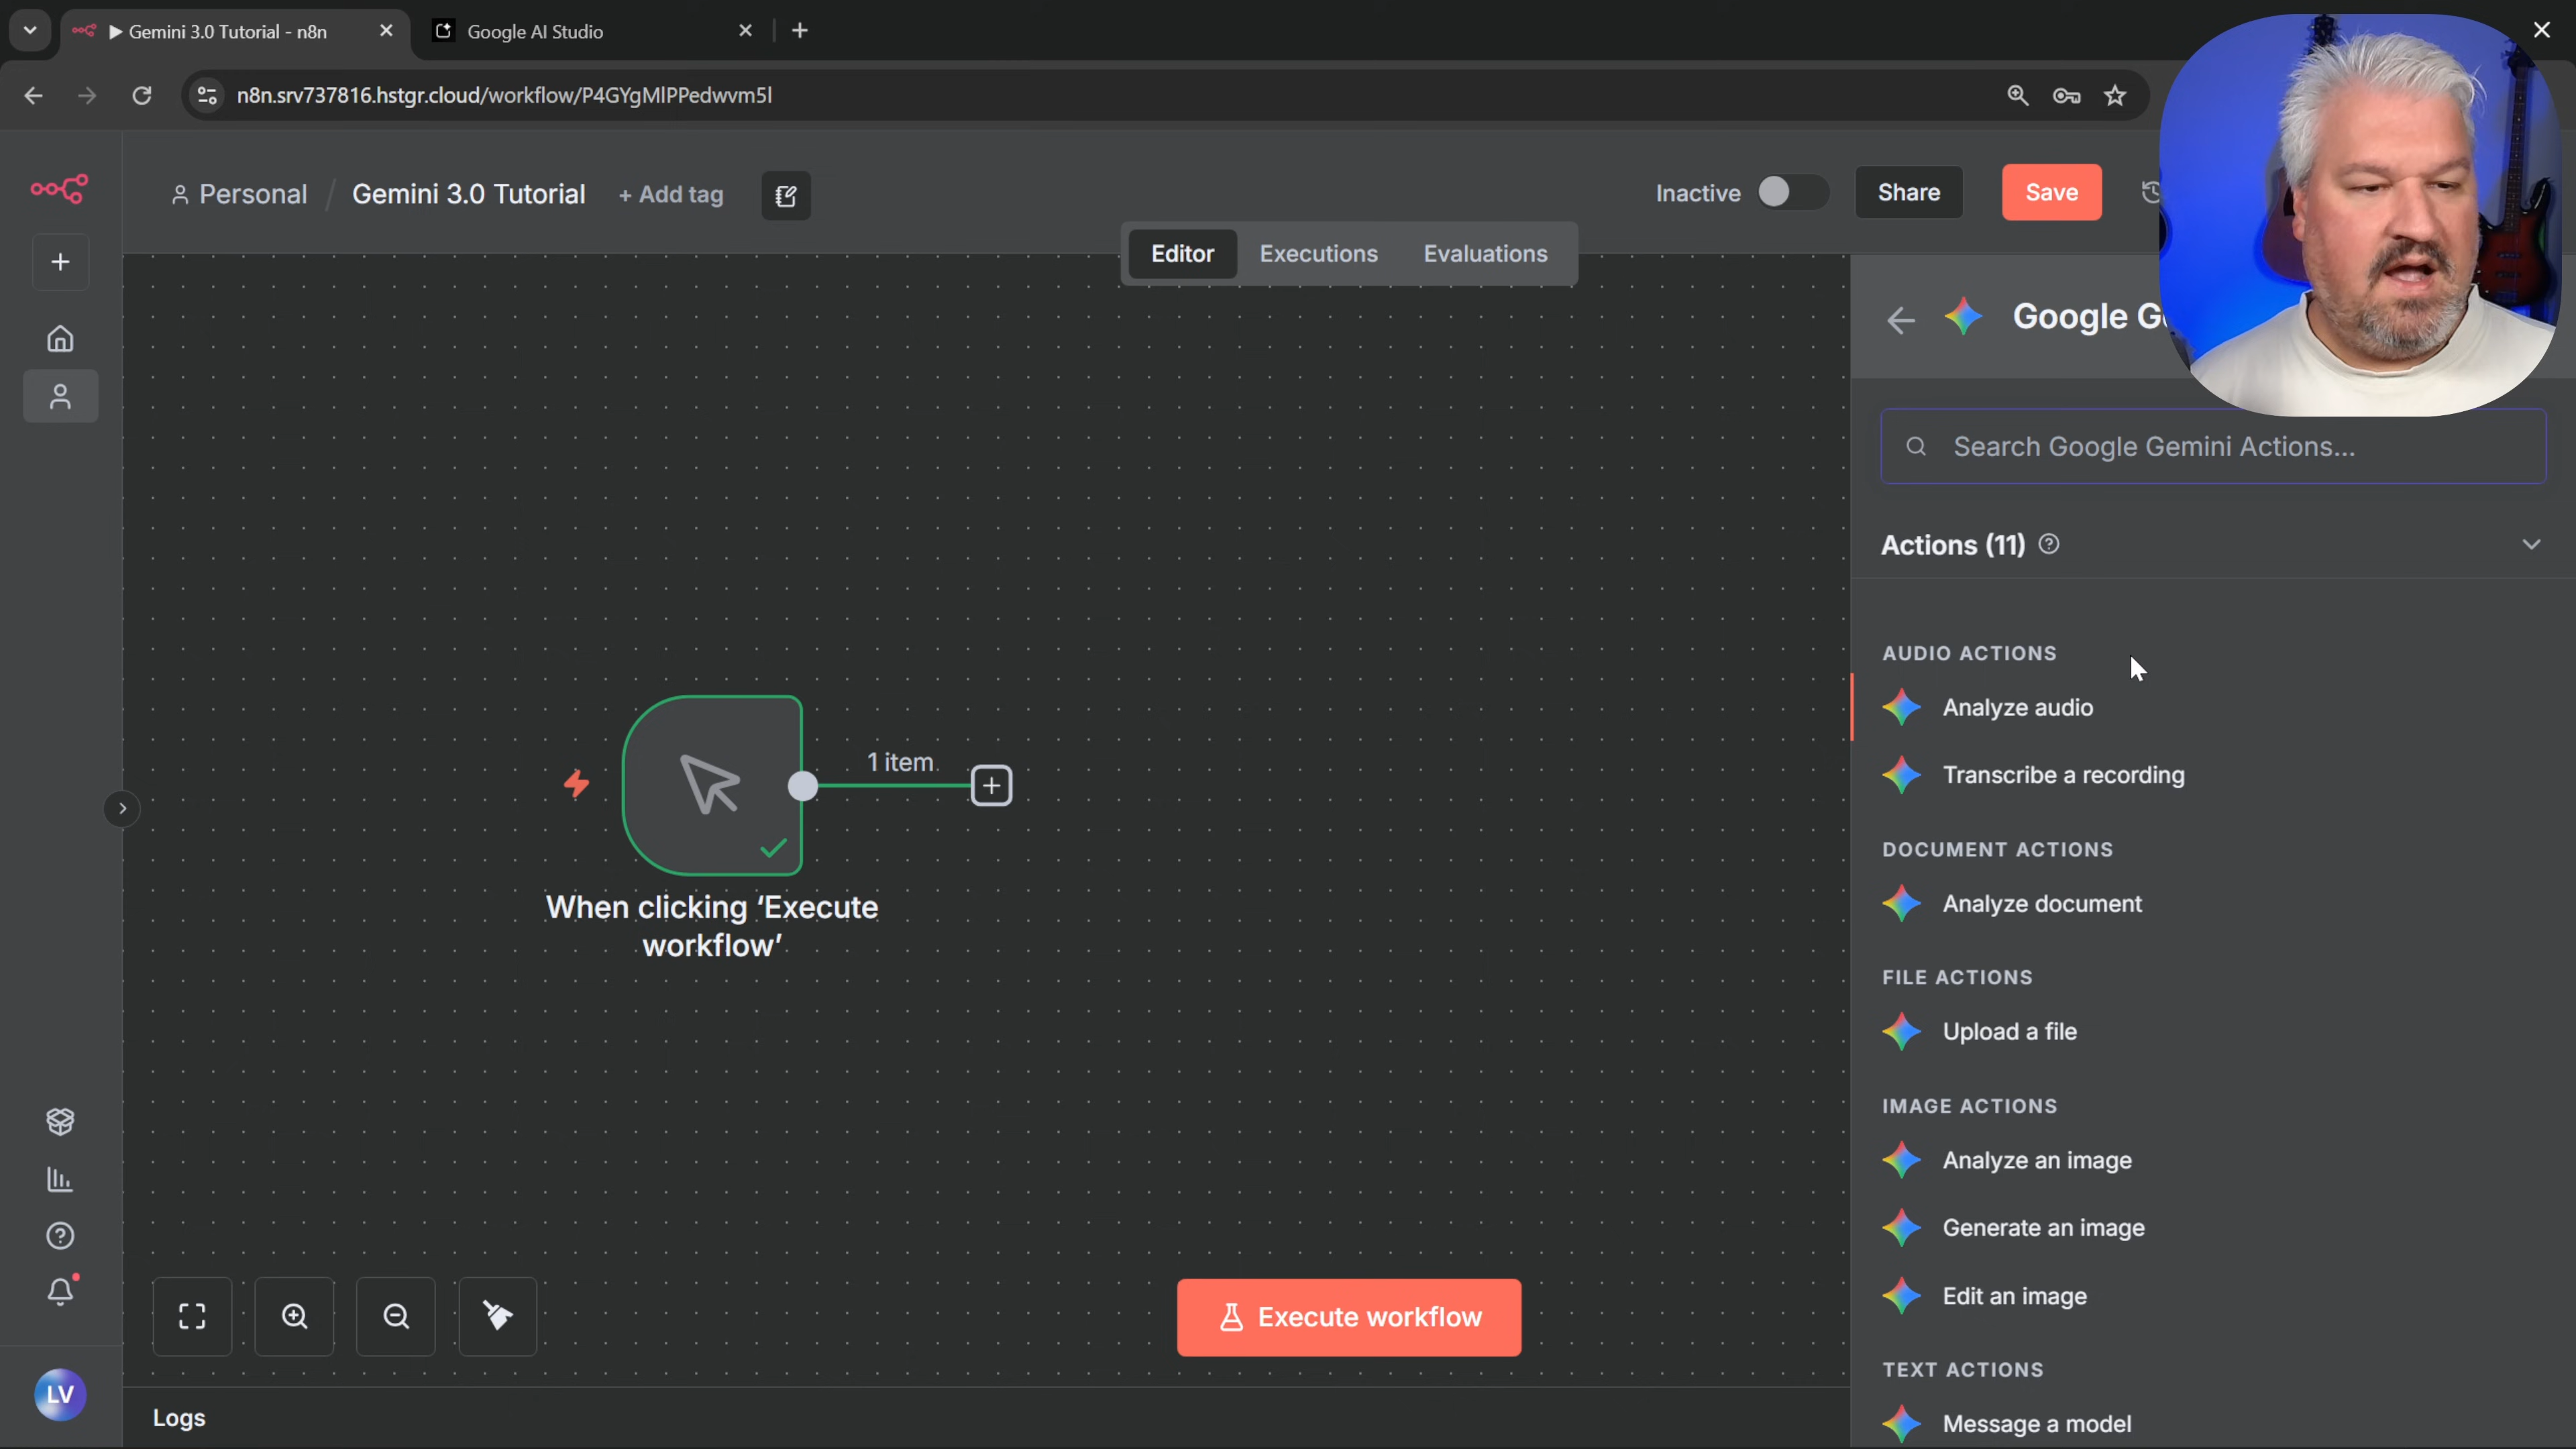 Gemini 3.0 Tutorial - n8n
Google AI Studio
n8n.srv737816.hstgr.cloud/workflow/P4GYgMlPPedwvm5l
Personal / Gemini 3.0 Tutorial + Add tag
Inactive
Share
Save
Editor Executions Evaluations
Google
Search Google Gemini Actions...
Actions (11)
AUDIO ACTIONS
Analyze audio
Transcribe a recording
DOCUMENT ACTIONS
Analyze document
FILE ACTIONS
Upload a file
IMAGE ACTIONS
Analyze an image
Generate an image
Edit an image
TEXT ACTIONS
Message a model
1 item
When clicking ‘Execute
workflow’
Execute workflow
LV
Logs